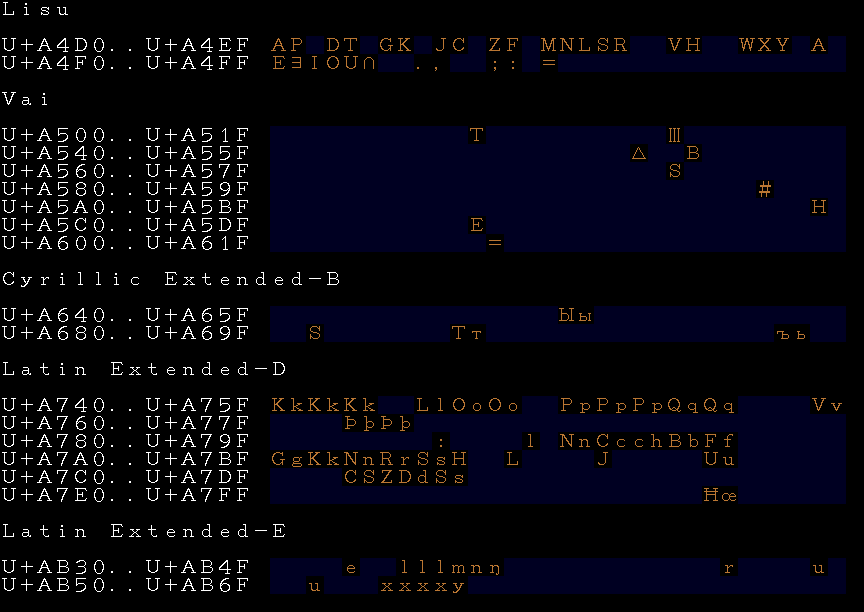 Lisu
U+A4D0..U+A4EF AP DT GK JC ZF MNLSR VH WXY A
U+A4F0..U+A4FF EƎIOU∩ ., ;: =
Vai
U+A500..U+A51F T Ⅲ
U+A540..U+A55F △ B
U+A560..U+A57F S
U+A580..U+A59F #
U+A5A0..U+A5BF H
U+A5C0..U+A5DF E
U+A600..U+A61F =
Cyrillic Extended-B
U+A640..U+A65F Ыы
U+A680..U+A69F S Тт ъь
Latin Extended-D
U+A740..U+A75F KkKkKk LlOoOo PpPpPpQqQq Vv
U+A760..U+A77F ÞþÞþ
U+A780..U+A79F : l NnCcchBbFf
U+A7A0..U+A7BF GgKkNnRrSsH L J Uu
U+A7C0..U+A7DF CSZDdSs
U+A7E0..U+A7FF Ħœ
Latin Extended-E
U+AB30..U+AB4F e lllmnŋ r u
U+AB50..U+AB6F u xxxxy